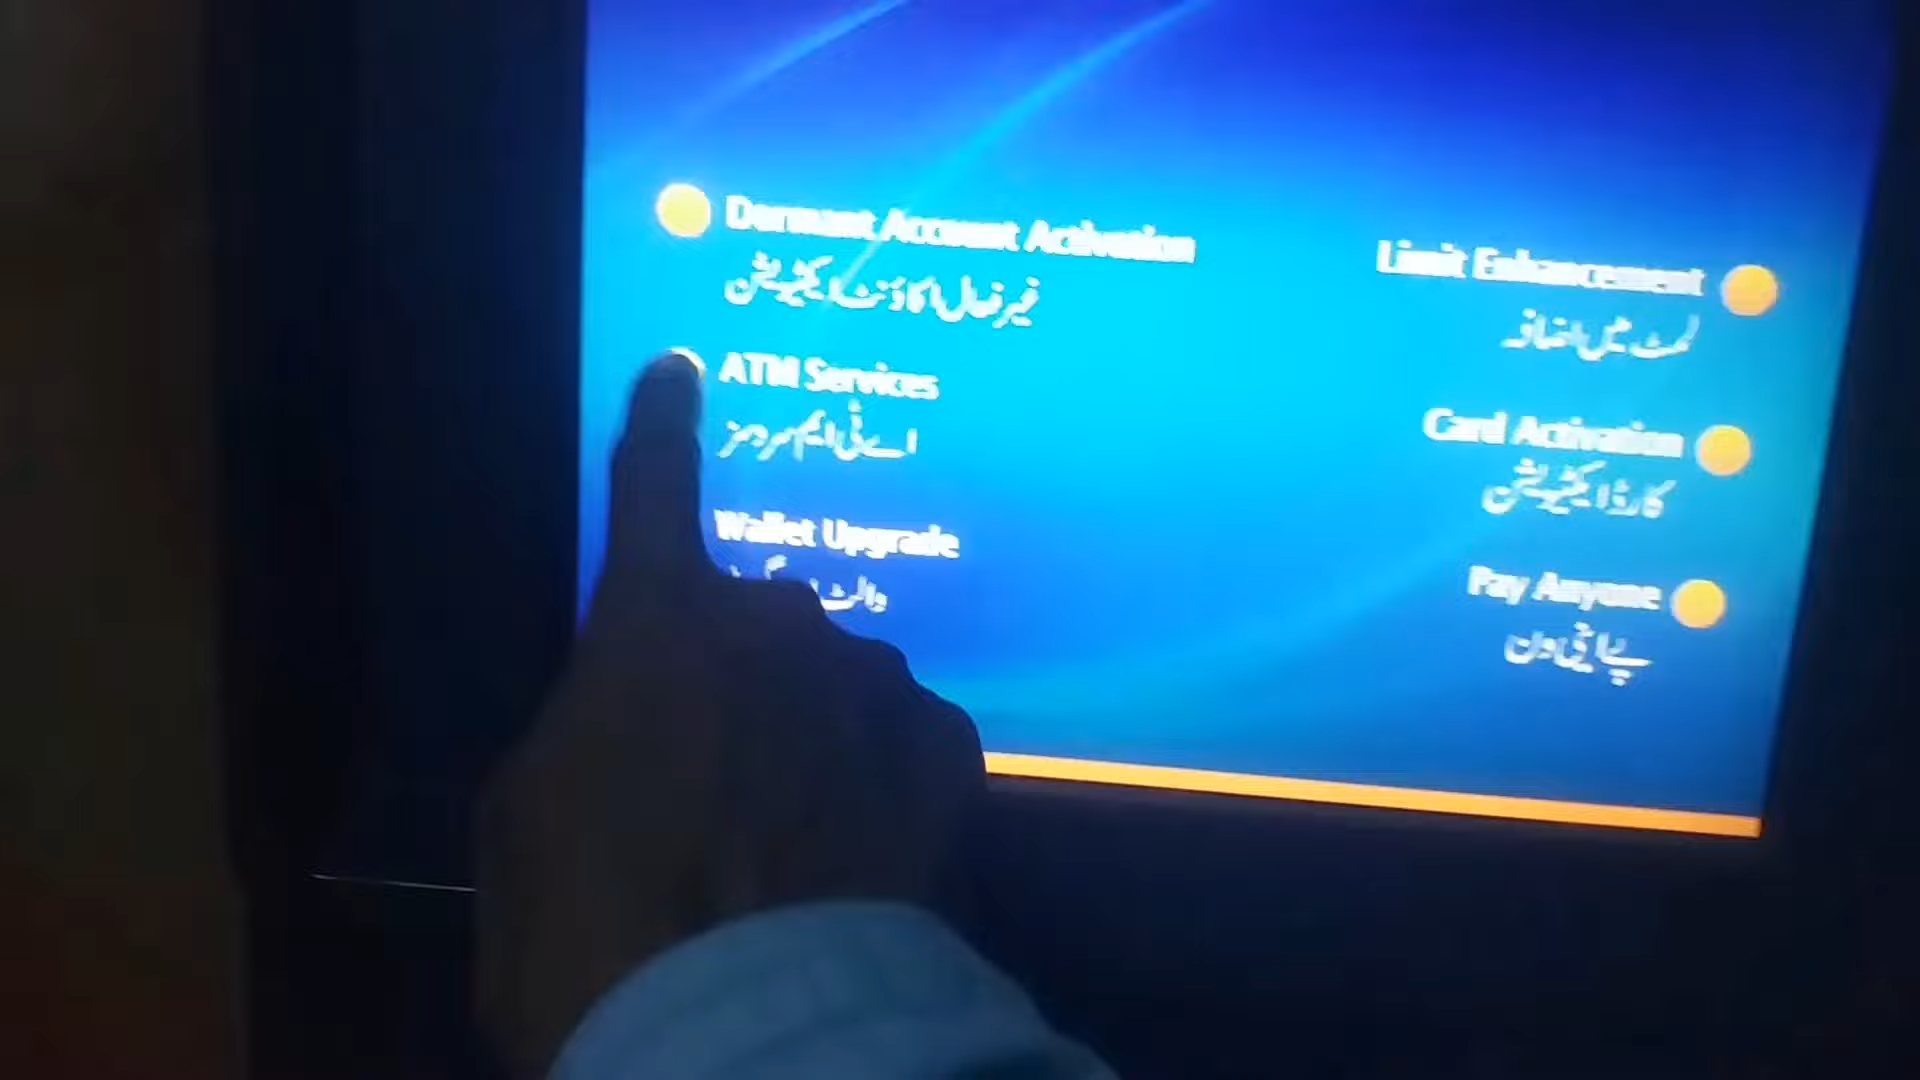 Dormant Account Activation
غیر فعال اکاؤنٹ ایکٹیویشن
ATM Services
اے ٹی ایم سروسز
Wallet Upgrade
والٹ
Limit Enhancement
لمٹ میں اضافہ
Card Activation
کارڈ ایکٹیویشن
Pay Anyone
پے اینی ون